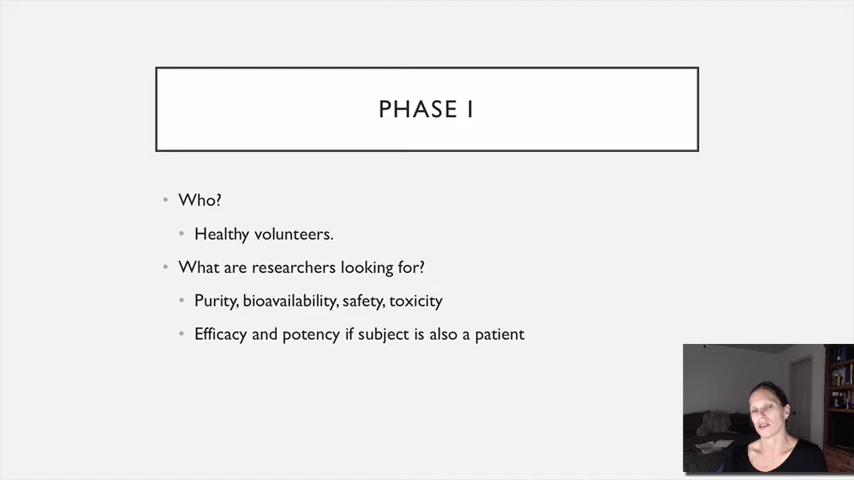 PHASE I
Who?
Healthy volunteers.
What are researchers looking for?
Purity, bioavailability, safety, toxicity
Efficacy and potency if subject is also a patient